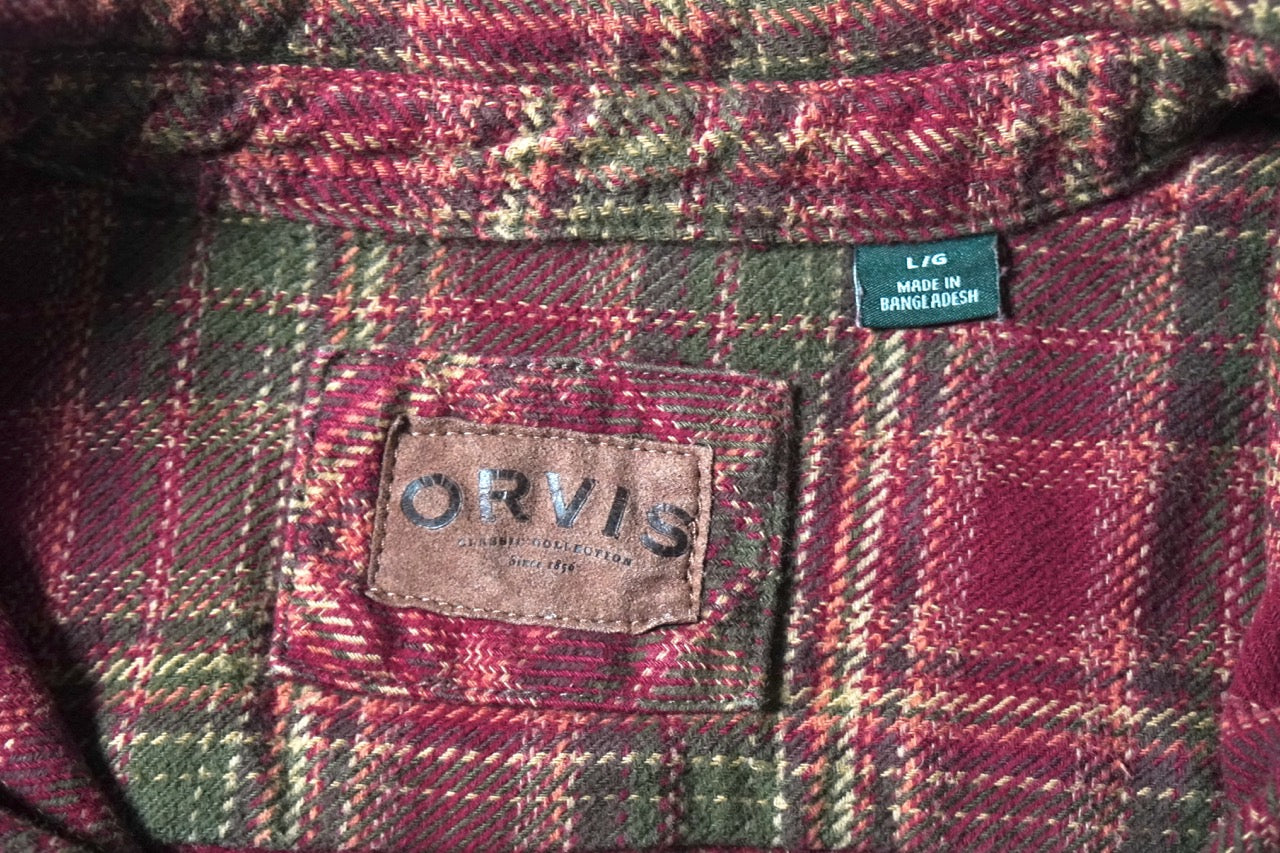 L/G
MADE IN
BANGLADESH
ORVIS
CLASSIC COLLECTION
SINCE 1856